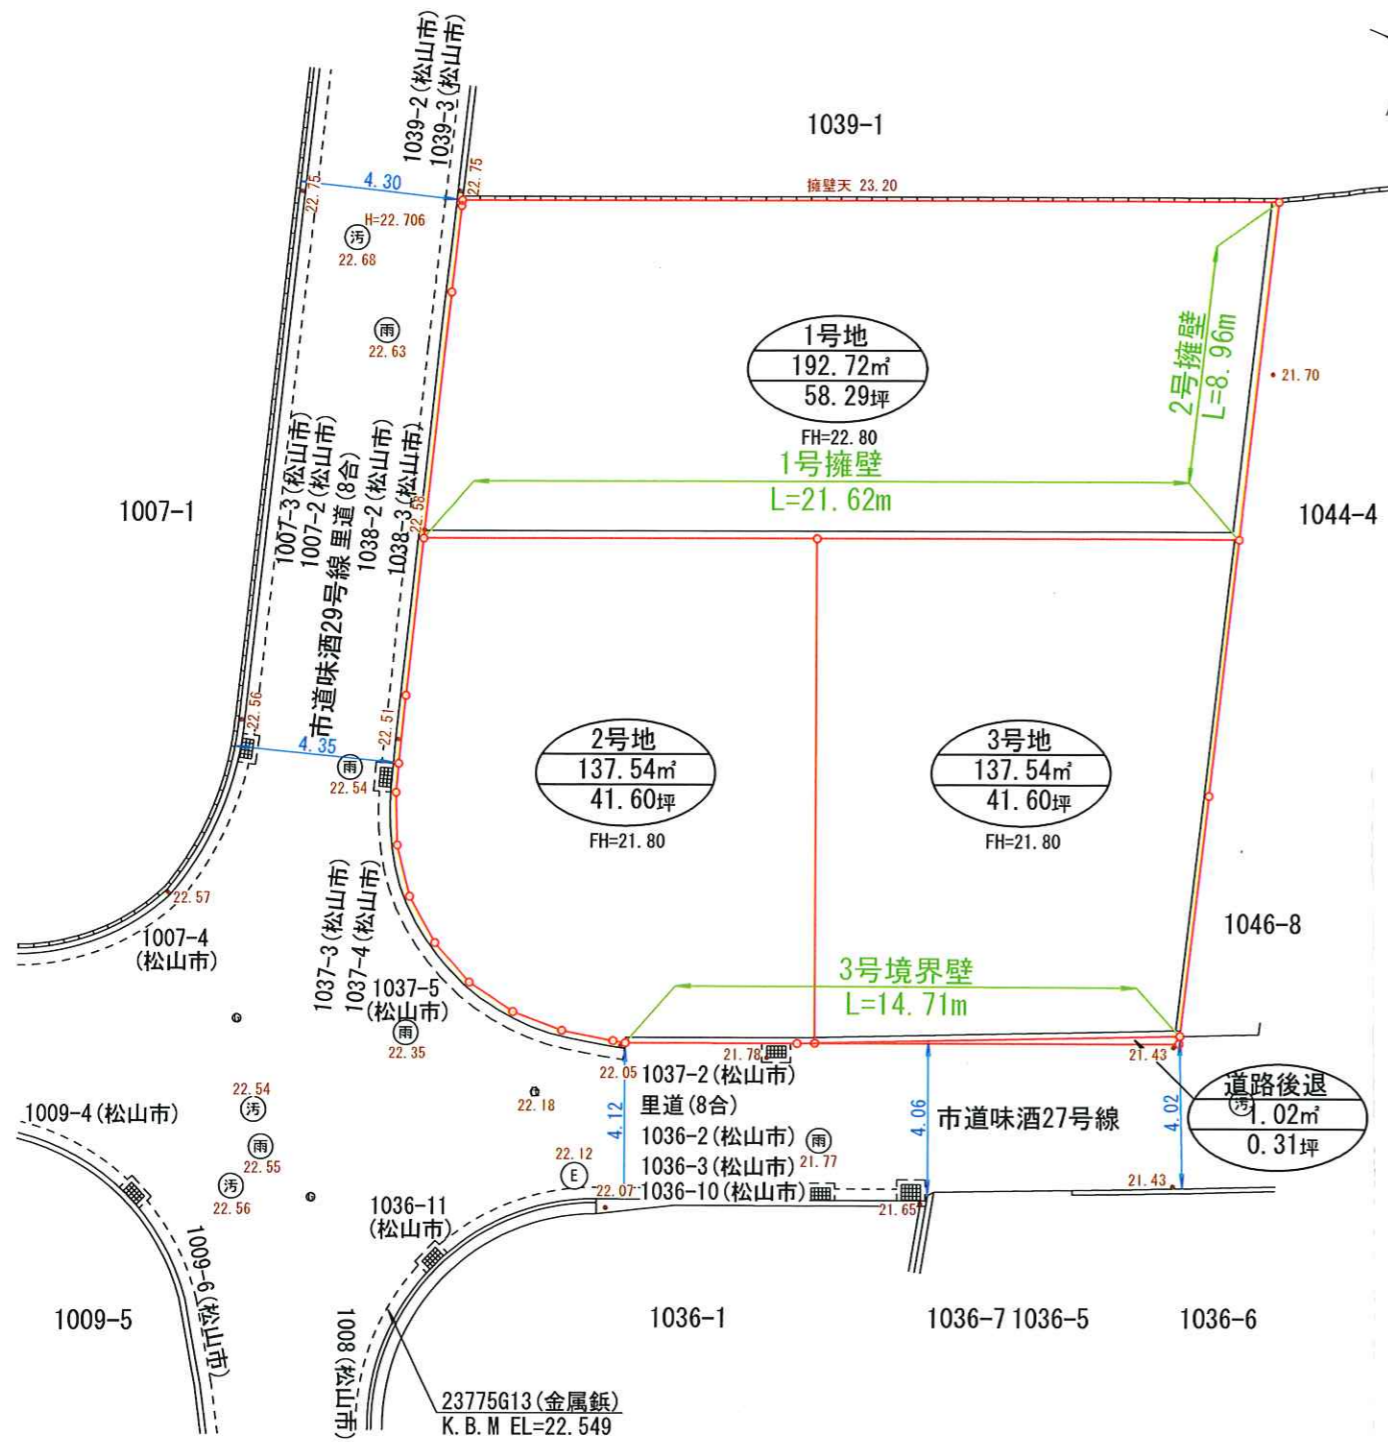 1039-2(松山市)
1039-3(松山市)
1039-1
22.75
4.30
22.75
擁壁天 23.20
H=22.706
汚
22.68
雨
22.63
1号地
192.72㎡
58.29坪
FH=22.80
2号擁壁
L=8.96m
21.70
1号擁壁
L=21.62m
1007-1
1007-3(松山市)
1007-2(松山市)
市道味酒29号線 里道(8合)
1038-2(松山市)
1038-3(松山市)
22.58
1044-4
22.56
4.35
22.51
雨
22.54
2号地
137.54㎡
41.60坪
FH=21.80
3号地
137.54㎡
41.60坪
FH=21.80
22.57
1007-4
(松山市)
1037-3(松山市)
1037-4(松山市)
1037-5
(松山市)
雨
22.35
1046-8
3号境界壁
L=14.71m
22.05
21.78
21.43
1037-2(松山市)
里道(8合)
1036-2(松山市)
1036-3(松山市)
1036-10(松山市)
4.12
4.06
4.02
市道味酒27号線
道路後退
汚
1.02㎡
0.31坪
雨
21.77
22.54
汚
22.18
1009-4(松山市)
雨
22.55
汚
22.56
22.12
E
22.07
21.65
21.43
1036-11
(松山市)
1009-6(松山市)
1009-5
1008(松山市)
1036-1
1036-7
1036-5
1036-6
23775G13(金属鋲)
K.B.M EL=22.549